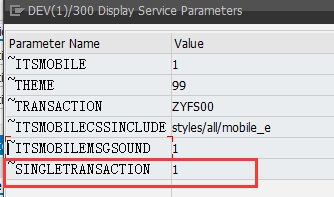 DEV(1)/300 Display Service Parameters
Parameter Name Value
~ITSMOBILE 1
~THEME 99
~TRANSACTION ZYFS00
~ITSMOBILECSSINCLUDE styles/all/mobile_e
~ITSMOBILEMSGSOUND 1
~SINGLETRANSACTION 1